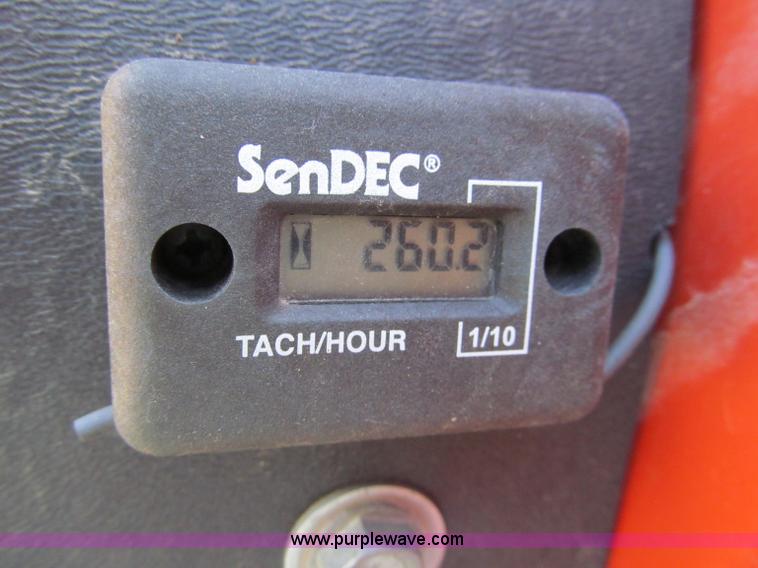 SenDEC®
260.2
TACH/HOUR
1/10
www.purplewave.com